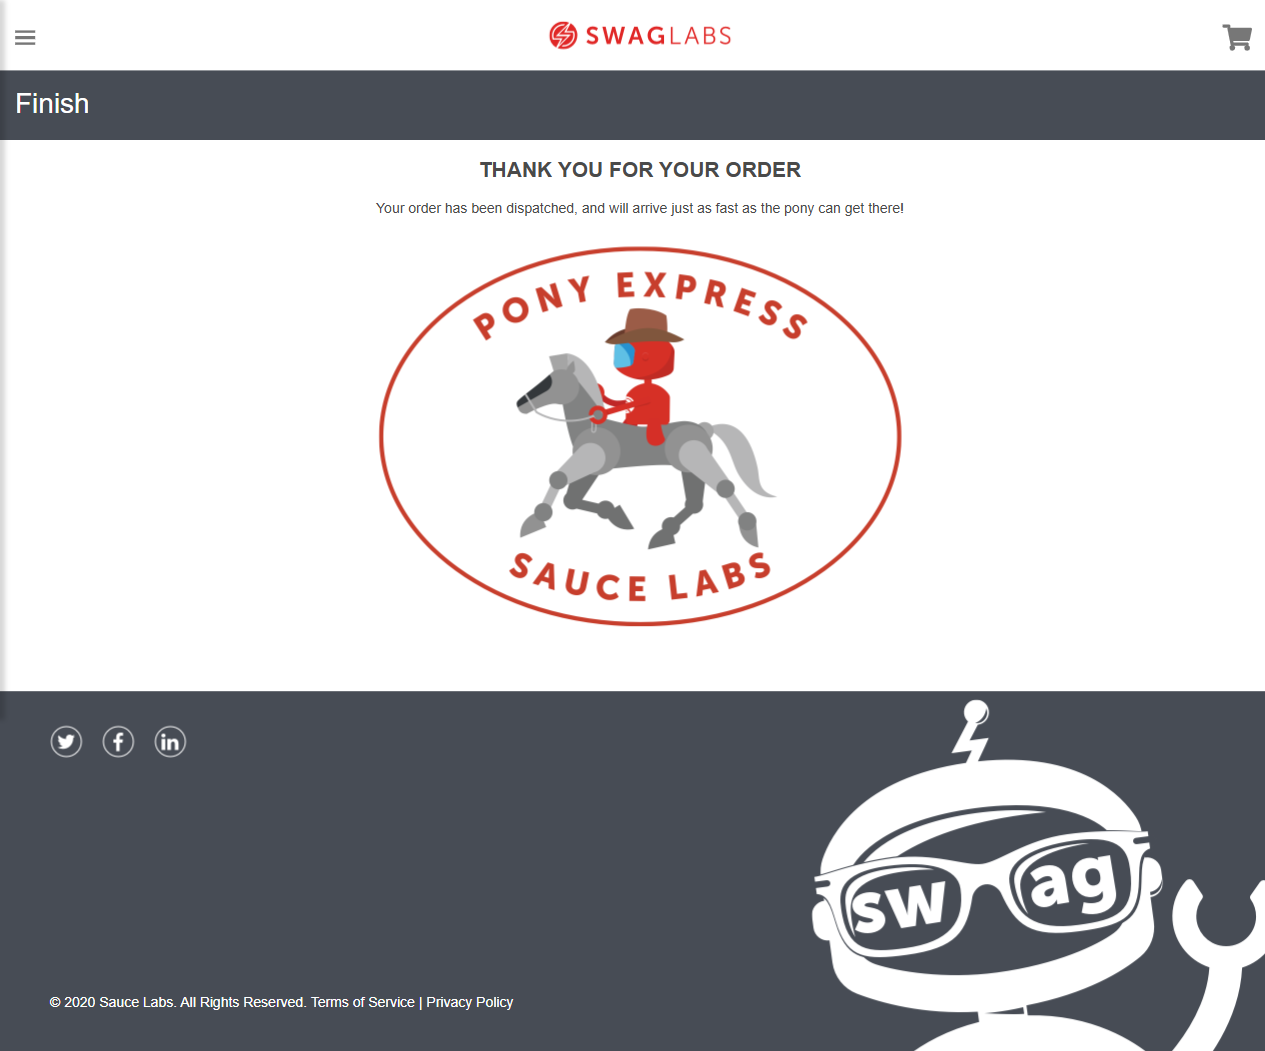 SWAGLABS
Finish
THANK YOU FOR YOUR ORDER
Your order has been dispatched, and will arrive just as fast as the pony can get there!
PONY EXPRESS
SAUCE LABS
swag
© 2020 Sauce Labs. All Rights Reserved. Terms of Service | Privacy Policy